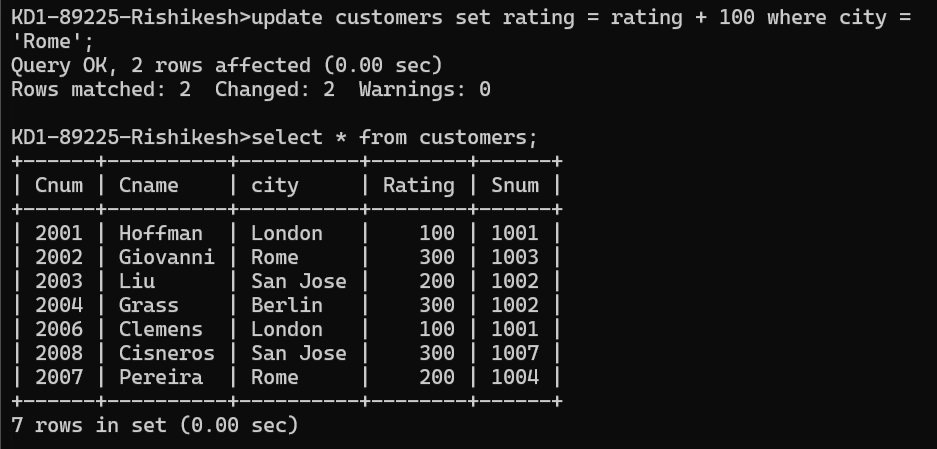 KD1-89225-Rishikesh>update customers set rating = rating + 100 where city =
'Rome';
Query OK, 2 rows affected (0.00 sec)
Rows matched: 2  Changed: 2  Warnings: 0

KD1-89225-Rishikesh>select * from customers;
+------+----------+----------+--------+------+
| Cnum | Cname    | city     | Rating | Snum |
+------+----------+----------+--------+------+
| 2001 | Hoffman  | London   |    100 | 1001 |
| 2002 | Giovanni | Rome     |    300 | 1003 |
| 2003 | Liu      | San Jose |    200 | 1002 |
| 2004 | Grass    | Berlin   |    300 | 1002 |
| 2006 | Clemens  | London   |    100 | 1001 |
| 2008 | Cisneros | San Jose |    300 | 1007 |
| 2007 | Pereira  | Rome     |    200 | 1004 |
+------+----------+----------+--------+------+
7 rows in set (0.00 sec)